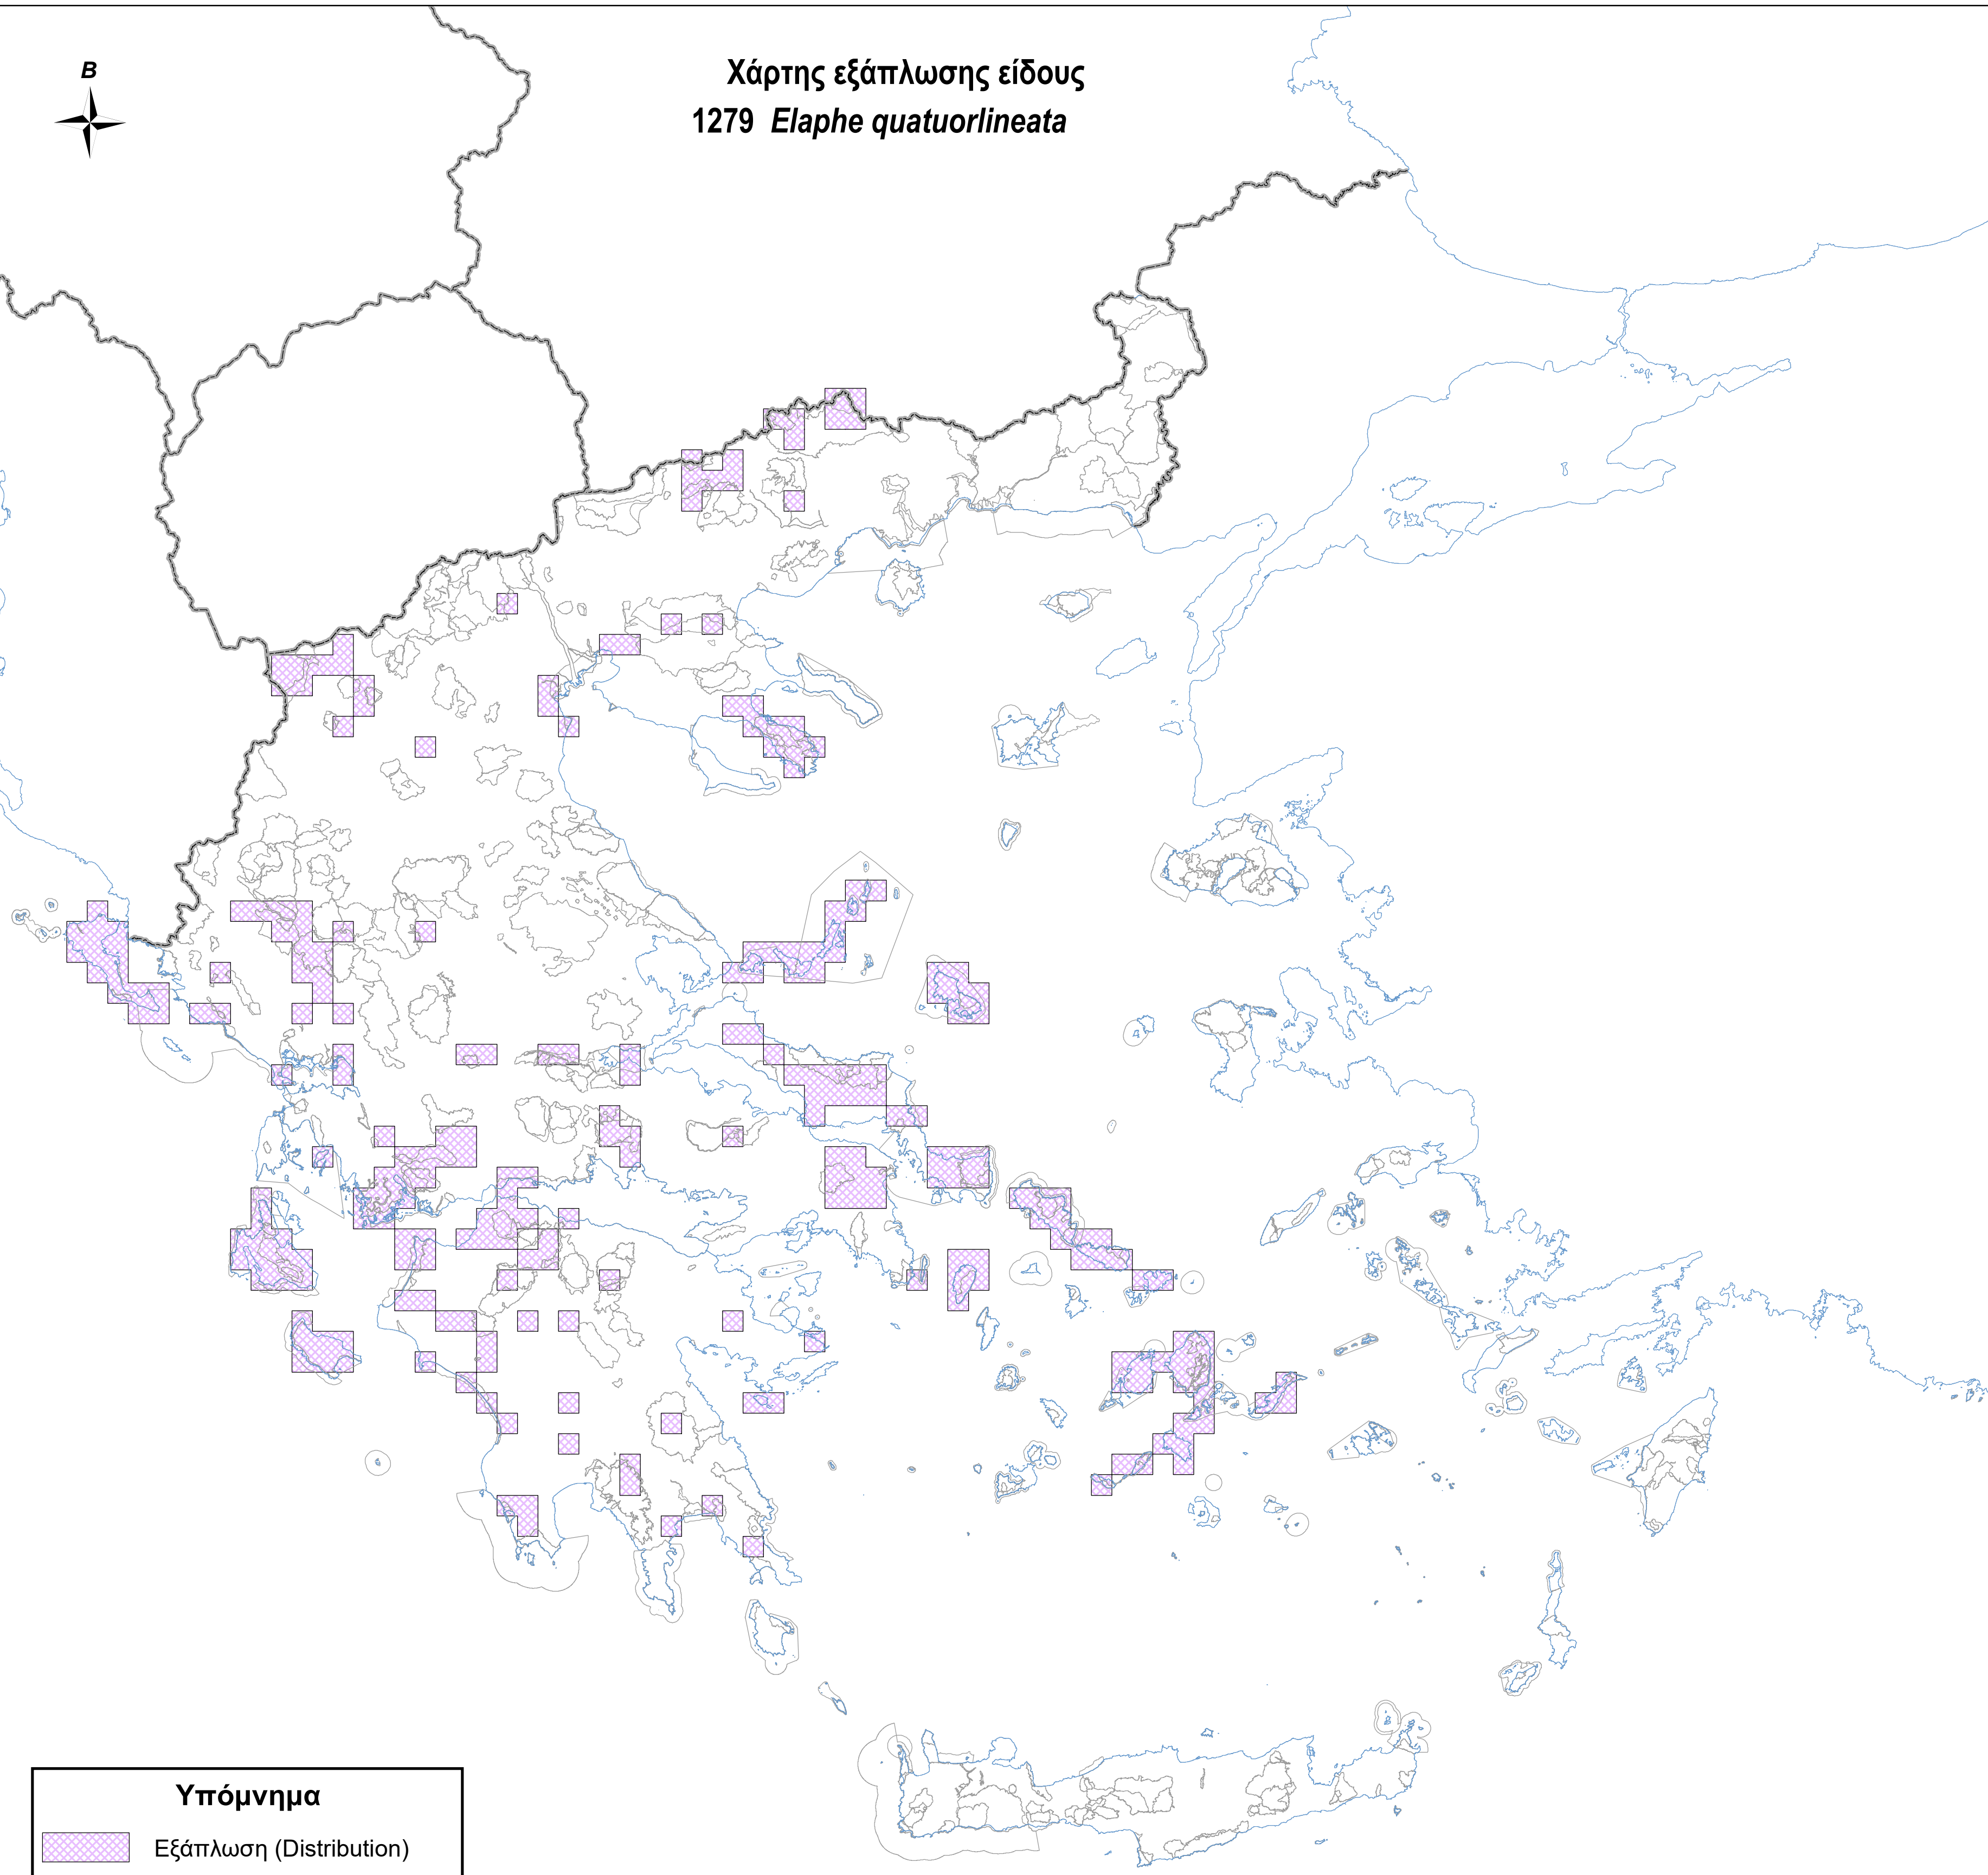 B
Χάρτης εξάπλωσης είδους
1279 Elaphe quatuorlineata
Υπόμνημα
Εξάπλωση (Distribution)